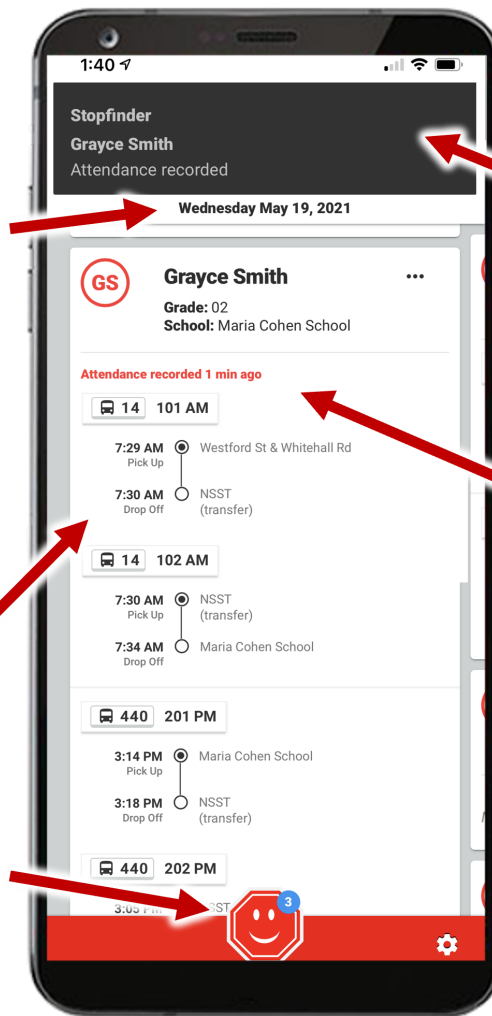 1:40
Stopfinder
Grayce Smith
Attendance recorded
Wednesday May 19, 2021
GS
Grayce Smith
Grade: 02
School: Maria Cohen School
Attendance recorded 1 min ago
14 101 AM
7:29 AM Westford St & Whitehall Rd
Pick Up
7:30 AM NSST
Drop Off (transfer)
14 102 AM
7:30 AM NSST
Pick Up (transfer)
7:34 AM Maria Cohen School
Drop Off
440 201 PM
3:14 PM Maria Cohen School
Pick Up
3:18 PM NSST
Drop Off (transfer)
440 202 PM
3
3:05